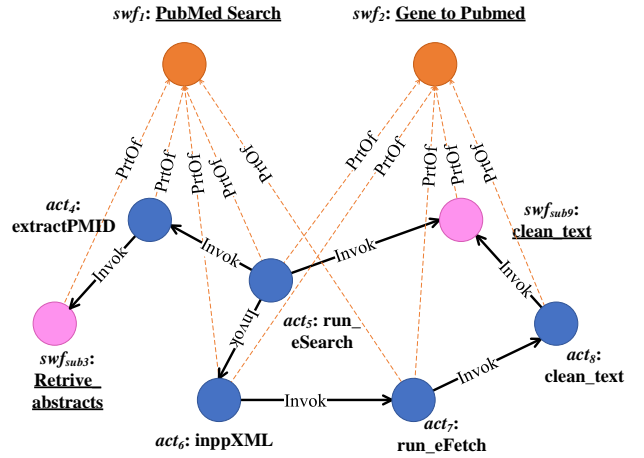 swf1: PubMed Search
swf2: Gene to Pubmed
PrtOf
PrtOf
PrtOf
PrtOf
PrtOf
PrtOf
PrtOf
PrtOf
PrtOf
PrtOf
act4:
extractPMID
swfsub9:
clean_text
Invok
Invok
Invok
Invok
Invok
act5: run_
eSearch
swfsub3:
Retrive_
abstracts
act8:
clean_text
Invok
Invok
act6: inppXML
act7:
run_eFetch